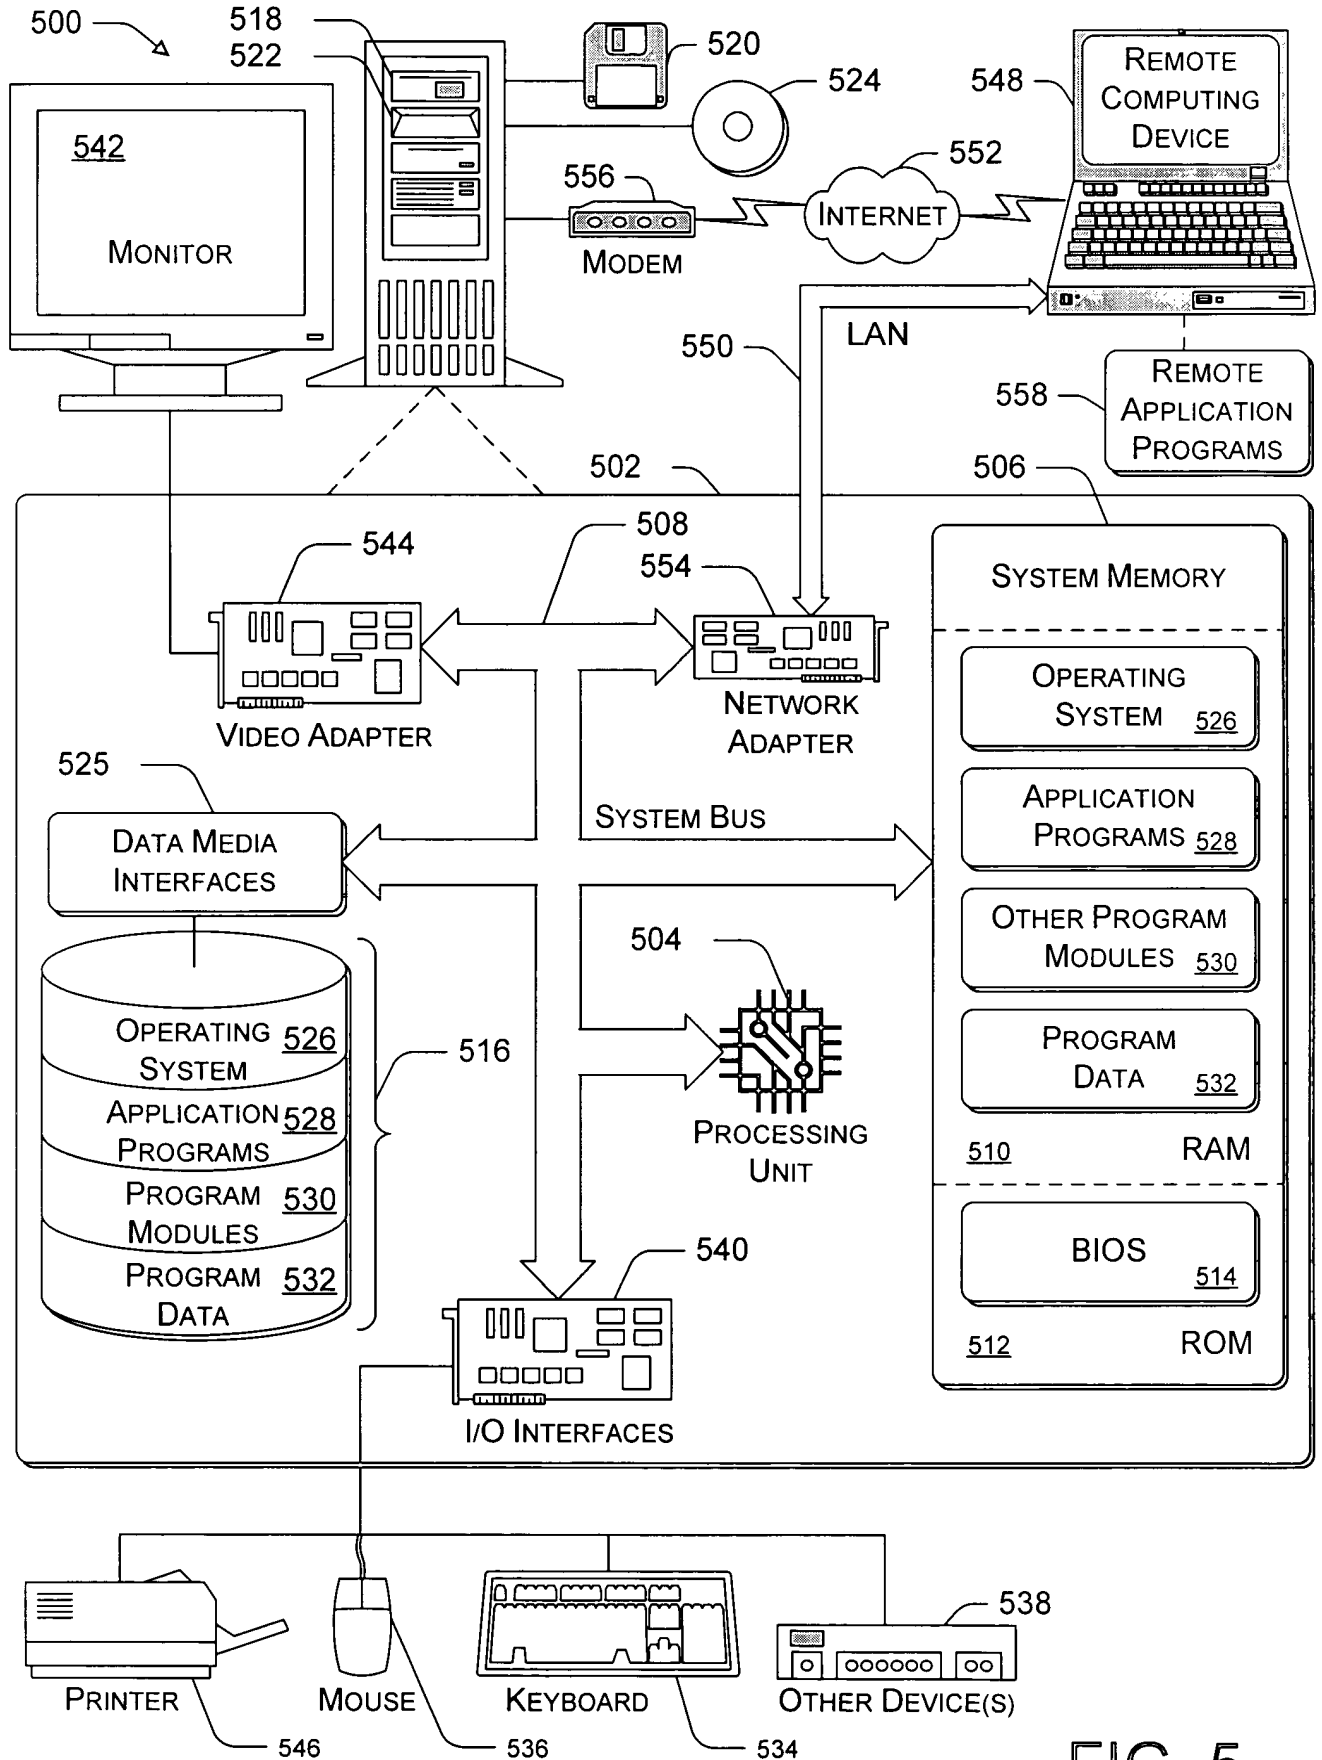 500
518
522
520
524
548
REMOTE
COMPUTING
DEVICE
542
MONITOR
556
MODEM
552
INTERNET
550
LAN
558
REMOTE
APPLICATION
PROGRAMS
502
506
544
VIDEO ADAPTER
508
554
NETWORK
ADAPTER
SYSTEM MEMORY
OPERATING
SYSTEM 526
APPLICATION
PROGRAMS 528
OTHER PROGRAM
MODULES 530
PROGRAM
DATA 532
510 RAM
BIOS
514
512 ROM
525
DATA MEDIA
INTERFACES
SYSTEM BUS
504
PROCESSING
UNIT
OPERATING 526
SYSTEM
APPLICATION 528
PROGRAMS
PROGRAM 530
MODULES
PROGRAM 532
DATA
516
540
I/O INTERFACES
PRINTER
546
MOUSE
536
KEYBOARD
534
538
OTHER DEVICE(S)
FIG. 5